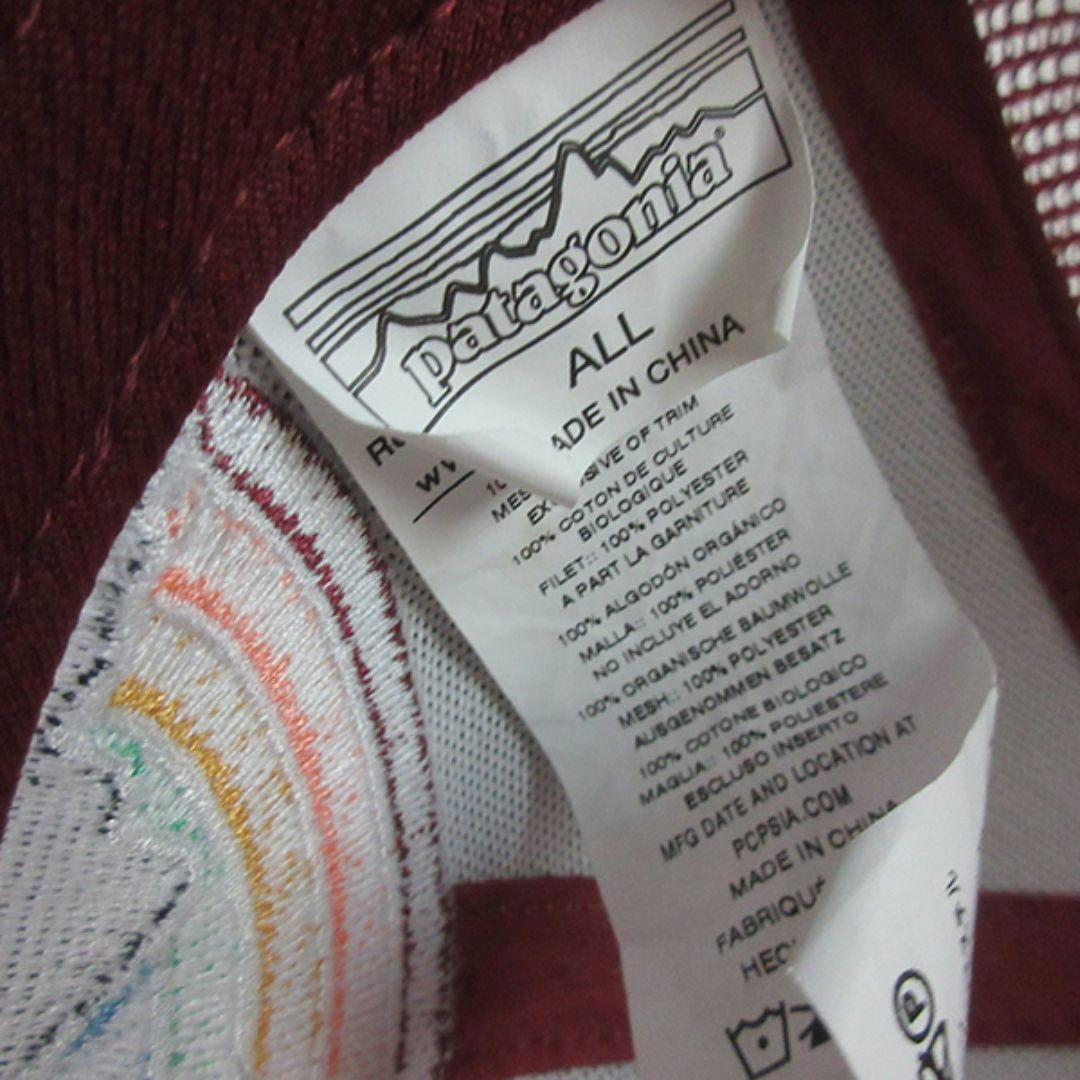 patagonia®
ALL
MADE IN CHINA
EXCLUSIVE OF TRIM
100% COTON DE CULTURE
BIOLOGIQUE
FILET:: 100% POLYESTER
A PART LA GARNITURE
100% ALGODÓN ORGÁNICO
MALLA:: 100% POLIÉSTER
NO INCLUYE EL ADORNO
100% ORGANISCHE BAUMWOLLE
MESH:: 100% POLYESTER
AUSGENOMMEN BESATZ
100% COTONE BIOLOGICO
MAGLIA:: 100% POLIESTERE
ESCLUSO INSERTO
MFG DATE AND LOCATION AT
PCPSIA.COM
MADE IN CHINA
P